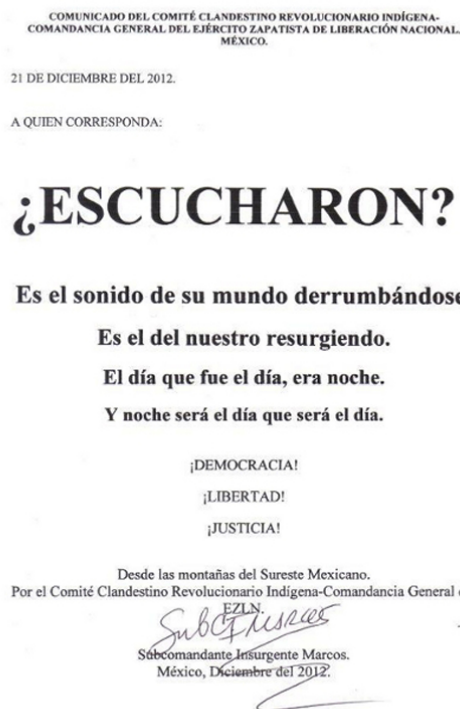 COMUNICADO DEL COMITÉ CLANDESTINO REVOLUCIONARIO INDÍGENA-
COMANDANCIA GENERAL DEL EJÉRCITO ZAPATISTA DE LIBERACIÓN NACIONAL.
MÉXICO.
21 DE DICIEMBRE DEL 2012.
A QUIEN CORRESPONDA:
¿ESCUCHARON?
Es el sonido de su mundo derrumbándose
Es el del nuestro resurgiendo.
El día que fue el día, era noche.
Y noche será el día que será el día.
¡DEMOCRACIA!
¡LIBERTAD!
¡JUSTICIA!
Desde las montañas del Sureste Mexicano.
Por el Comité Clandestino Revolucionario Indígena-Comandancia General
EZLN.
SubC I Marcos
Subcomandante Insurgente Marcos.
México, Diciembre del 2012.